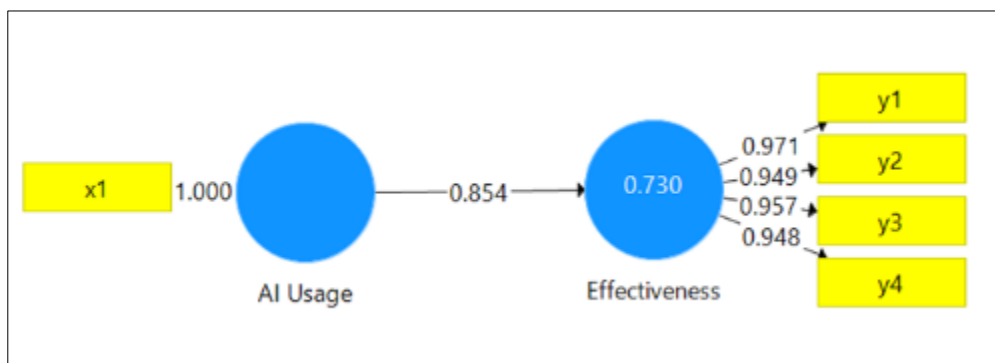 x1
1.000
AI Usage
0.854
0.730
Effectiveness
0.971
0.949
0.957
0.948
y1
y2
y3
y4